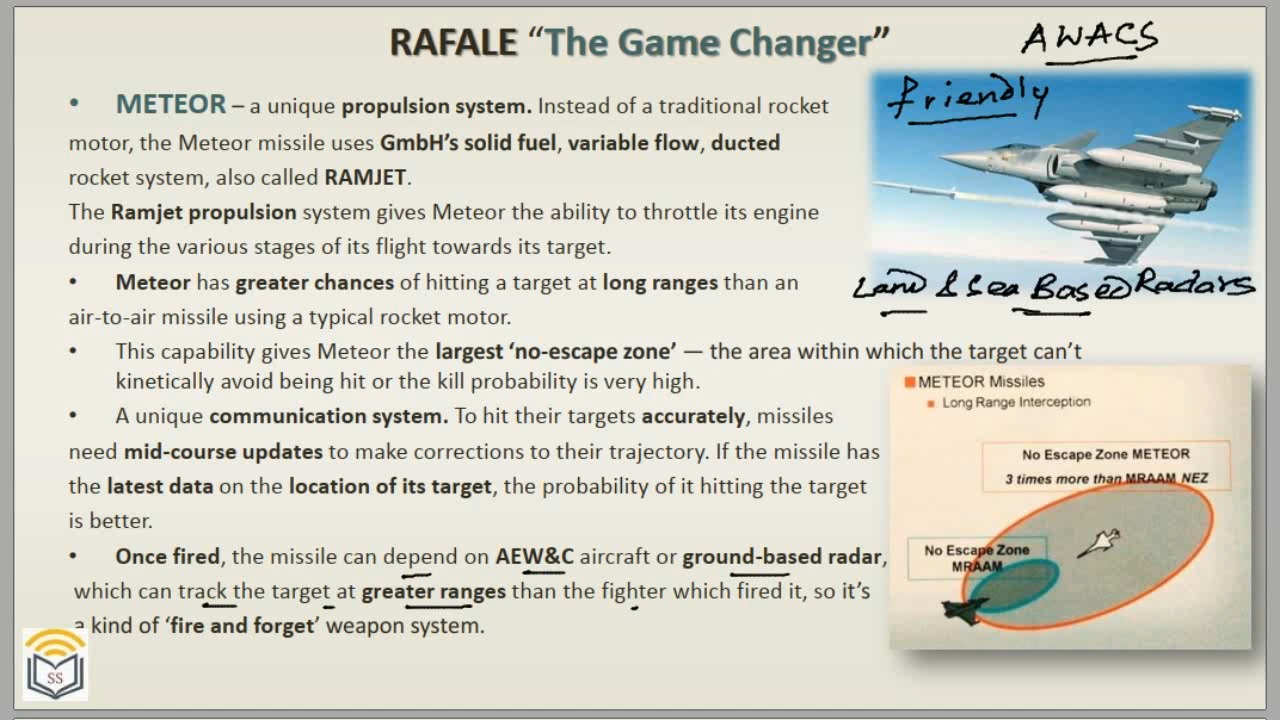 RAFALE “The Game Changer”
AWACS
friendly
• METEOR – a unique propulsion system. Instead of a traditional rocket
motor, the Meteor missile uses GmbH’s solid fuel, variable flow, ducted
rocket system, also called RAMJET.
The Ramjet propulsion system gives Meteor the ability to throttle its engine
during the various stages of its flight towards its target.
• Meteor has greater chances of hitting a target at long ranges than an
air-to-air missile using a typical rocket motor.
Land & Sea Based Radars
• This capability gives Meteor the largest ‘no-escape zone’ — the area within which the target can’t
kinetically avoid being hit or the kill probability is very high.
• A unique communication system. To hit their targets accurately, missiles
need mid-course updates to make corrections to their trajectory. If the missile has
the latest data on the location of its target, the probability of it hitting the target
is better.
• Once fired, the missile can depend on AEW&C aircraft or ground-based radar,
which can track the target at greater ranges than the fighter which fired it, so it’s
a kind of ‘fire and forget’ weapon system.
METEOR Missiles
Long Range Interception
No Escape Zone METEOR
3 times more than MRAAM NEZ
No Escape Zone
MRAAM
SS